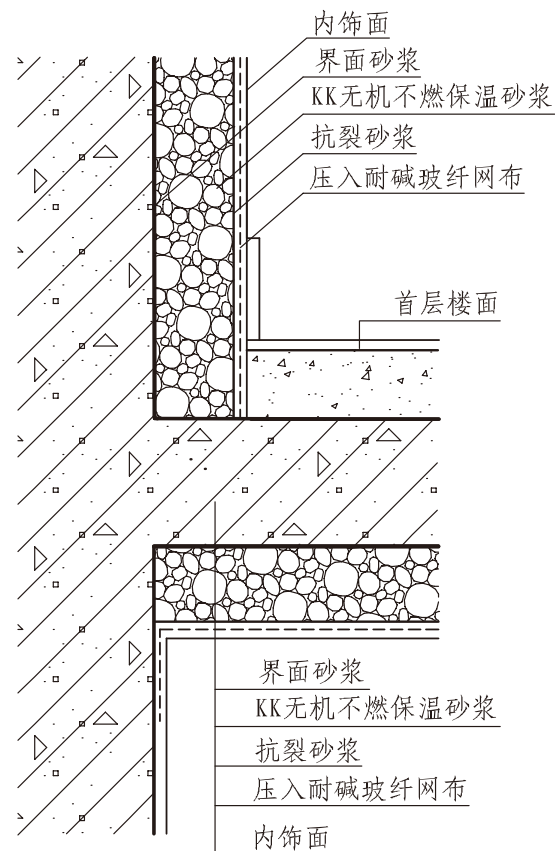 内饰面
界面砂浆
KK无机不燃保温砂浆
抗裂砂浆
压入耐碱玻纤网布
首层楼面
界面砂浆
KK无机不燃保温砂浆
抗裂砂浆
压入耐碱玻纤网布
内饰面